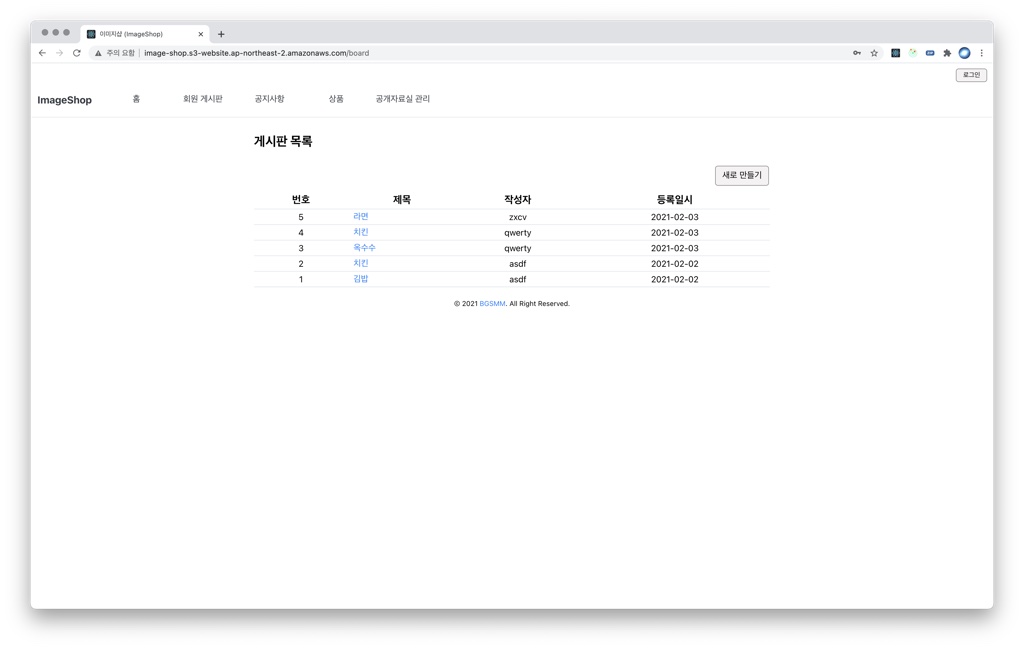 이미지샵 (ImageShop)
주의 요함 image-shop.s3-website.ap-northeast-2.amazonaws.com/board
로그인
ImageShop 홈 회원 게시판 공지사항 상품 공개자료실 관리
게시판 목록
새로 만들기
번호 제목 작성자 등록일시
5 라면 zxcv 2021-02-03
4 치킨 qwerty 2021-02-03
3 옥수수 qwerty 2021-02-03
2 치킨 asdf 2021-02-02
1 김밥 asdf 2021-02-02
© 2021 BGSMM. All Right Reserved.